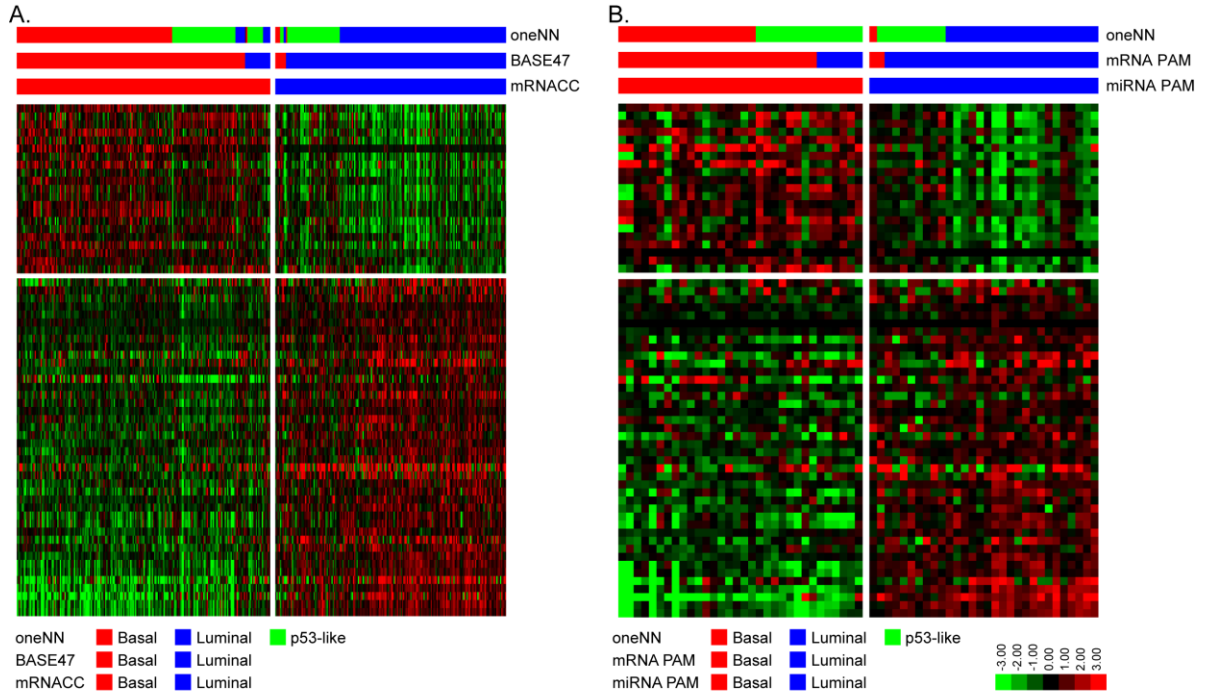 A.
oneNN
BASE47
mRNACC
oneNN Basal Luminal p53-like
BASE47 Basal Luminal
mRNACC Basal Luminal
B.
oneNN
mRNA PAM
miRNA PAM
oneNN Basal Luminal p53-like
mRNA PAM Basal Luminal
miRNA PAM Basal Luminal
-3.00 -2.00 -1.00 0.00 1.00 2.00 3.00